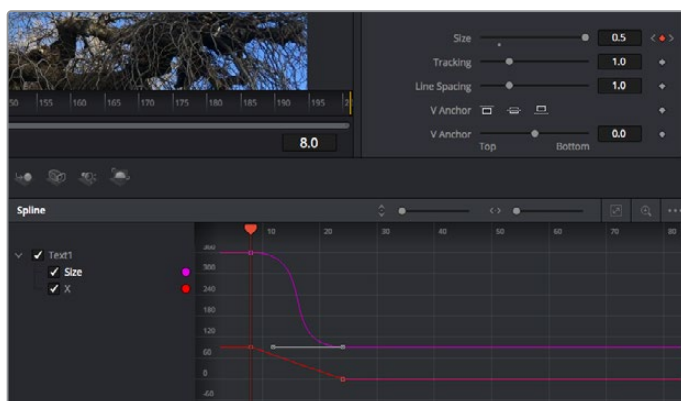 Size 0.5
Tracking 1.0
Line Spacing 1.0
V Anchor
V Anchor 0.0
Top Bottom
50 155 160 165 170 175 180 185 190 195
8.0
Spline
10 20 30 40 50 60 70 80
Text1
Size
X
360
300
240
180
120
60
0
-60